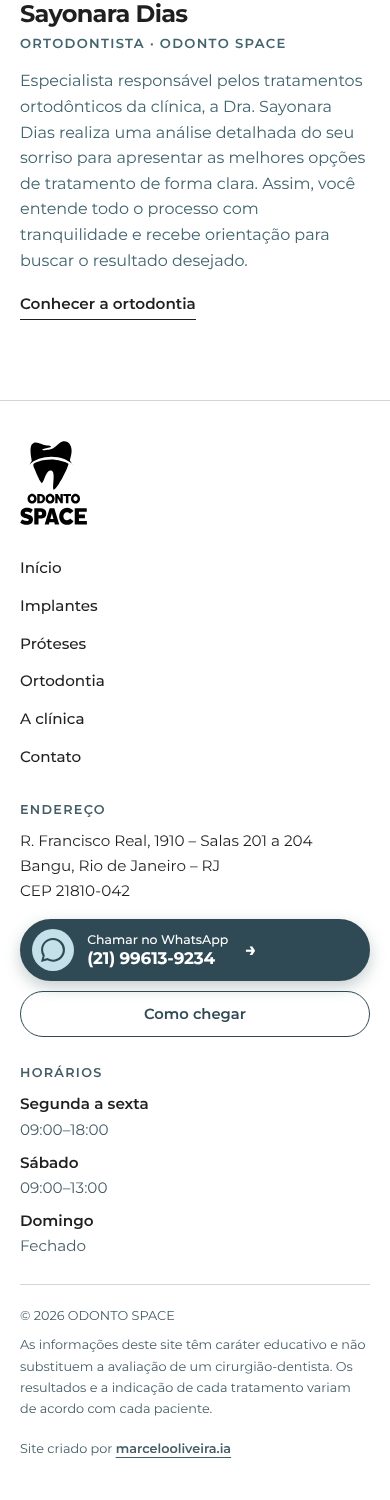 Sayonara Dias
ORTODONTISTA · ODONTO SPACE
Especialista responsável pelos tratamentos
ortodônticos da clínica, a Dra. Sayonara
Dias realiza uma análise detalhada do seu
sorriso para apresentar as melhores opções
de tratamento de forma clara. Assim, você
entende todo o processo com
tranquilidade e recebe orientação para
buscar o resultado desejado.
Conhecer a ortodontia
ODONTO
SPACE
Início
Implantes
Próteses
Ortodontia
A clínica
Contato
ENDEREÇO
R. Francisco Real, 1910 – Salas 201 a 204
Bangu, Rio de Janeiro – RJ
CEP 21810-042
Chamar no WhatsApp
(21) 99613-9234 →
Como chegar
HORÁRIOS
Segunda a sexta
09:00–18:00
Sábado
09:00–13:00
Domingo
Fechado
© 2026 ODONTO SPACE
As informações deste site têm caráter educativo e não
substituem a avaliação de um cirurgião-dentista. Os
resultados e a indicação de cada tratamento variam
de acordo com cada paciente.
Site criado por marcelooliveira.ia